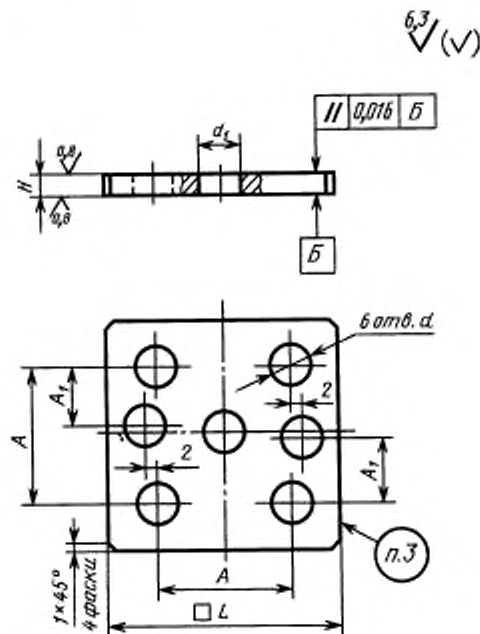 6,3 (√)
// 0,016 Б
d₁
0,8
H
0,8
Б
6 отв. d
A₁
A
2
2
A₁
п.3
1×45°
4 фаски
A
□ L